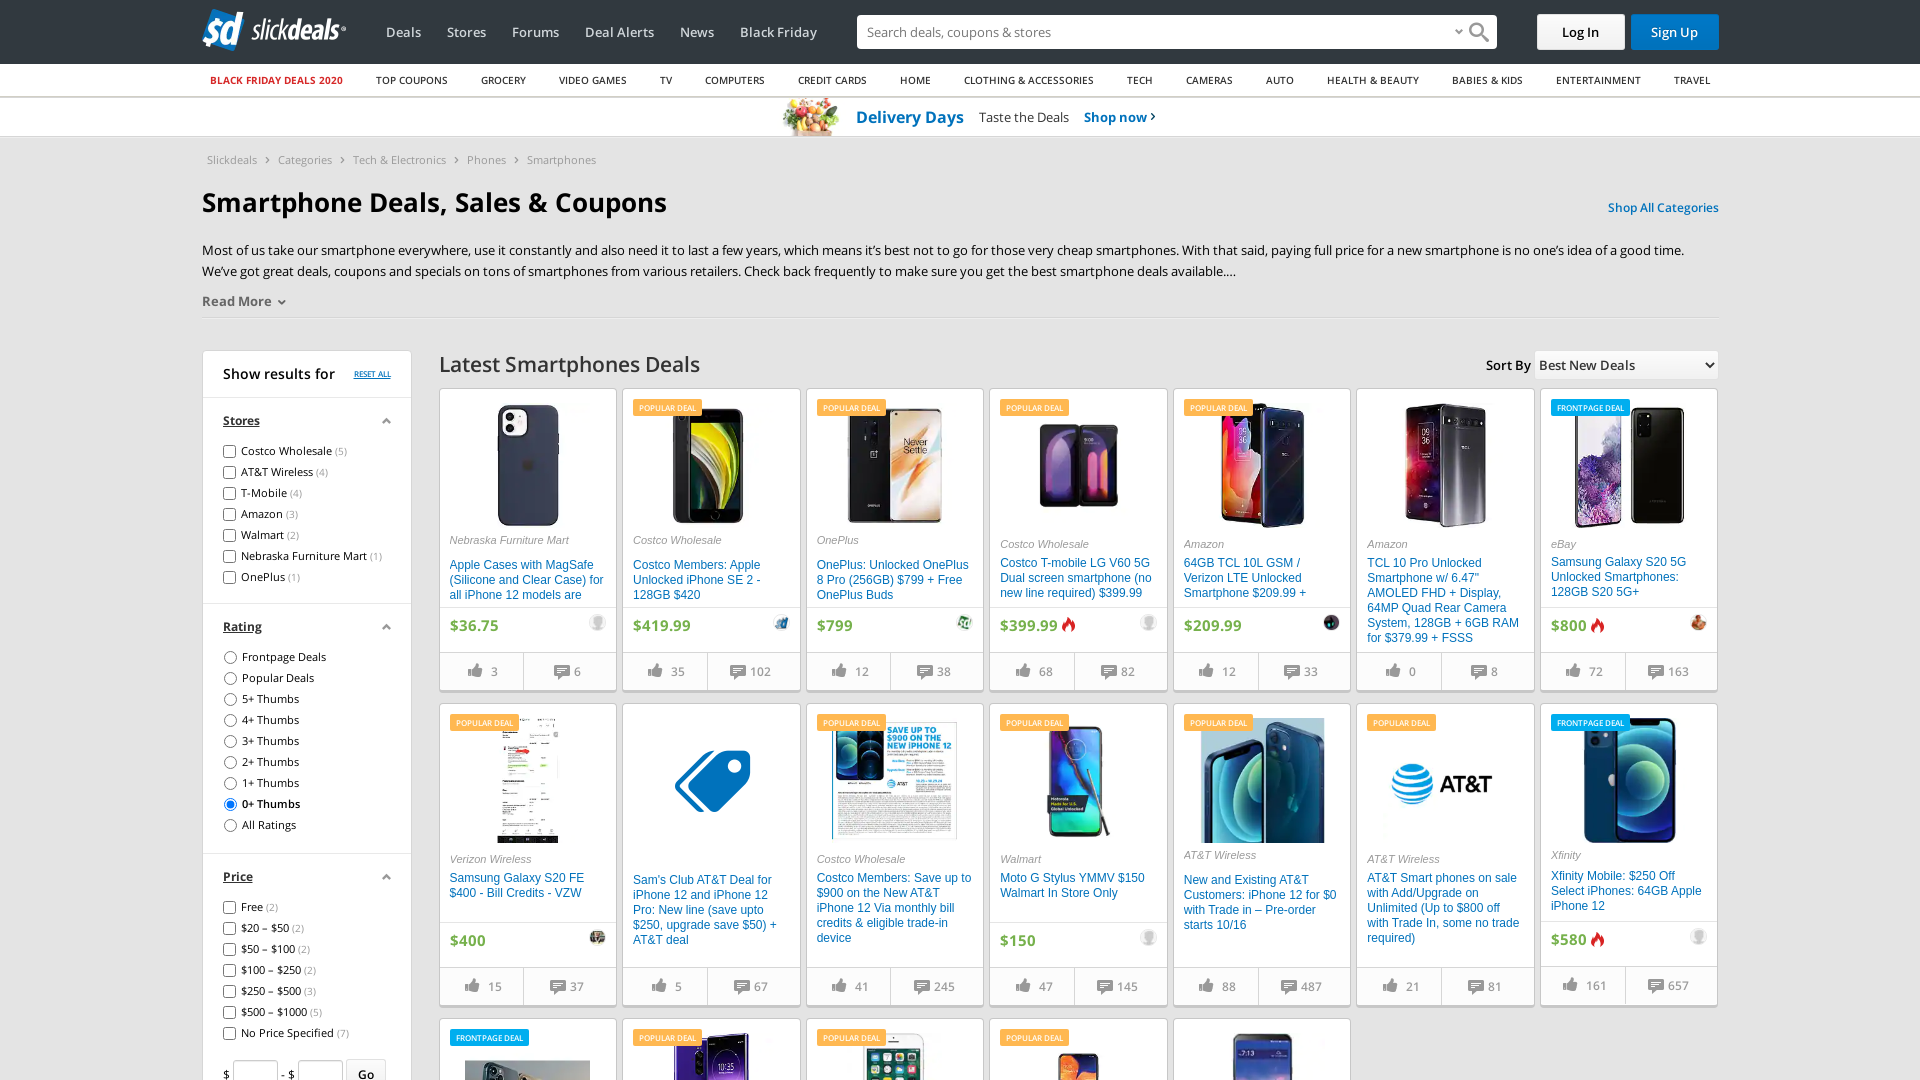 slickdeals
Deals
Stores
Forums
Deal Alerts
News
Black Friday
Search deals, coupons & stores
Log In
Sign Up
BLACK FRIDAY DEALS 2020
TOP COUPONS
GROCERY
VIDEO GAMES
TV
COMPUTERS
CREDIT CARDS
HOME
CLOTHING & ACCESSORIES
TECH
CAMERAS
AUTO
HEALTH & BEAUTY
BABIES & KIDS
ENTERTAINMENT
TRAVEL
Delivery Days Taste the Deals Shop now
Slickdeals > Categories > Tech & Electronics > Phones > Smartphones
Smartphone Deals, Sales & Coupons
Shop All Categories
Most of us take our smartphone everywhere, use it constantly and also need it to last a few years, which means it’s best not to go for those very cheap smartphones. With that said, paying full price for a new smartphone is no one’s idea of a good time.
We’ve got great deals, coupons and specials on tons of smartphones from various retailers. Check back frequently to make sure you get the best smartphone deals available....
Read More
Show results for
RESET ALL
Stores
Costco Wholesale (5)
AT&T Wireless (4)
T-Mobile (4)
Amazon (3)
Walmart (2)
Nebraska Furniture Mart (1)
OnePlus (1)
Rating
Frontpage Deals
Popular Deals
5+ Thumbs
4+ Thumbs
3+ Thumbs
2+ Thumbs
1+ Thumbs
0+ Thumbs
All Ratings
Price
Free (2)
$20 – $50 (2)
$50 – $100 (2)
$100 – $250 (2)
$250 – $500 (3)
$500 – $1000 (5)
No Price Specified (7)
$ - $ Go
Latest Smartphones Deals
Sort By Best New Deals
Nebraska Furniture Mart
Apple Cases with MagSafe
(Silicone and Clear Case) for
all iPhone 12 models are
$36.75
3
6
POPULAR DEAL
Costco Wholesale
Costco Members: Apple
Unlocked iPhone SE 2 -
128GB $420
$419.99
35
102
POPULAR DEAL
Never
Settle
OnePlus
OnePlus: Unlocked OnePlus
8 Pro (256GB) $799 + Free
OnePlus Buds
$799
12
38
POPULAR DEAL
Costco Wholesale
Costco T-mobile LG V60 5G
Dual screen smartphone (no
new line required) $399.99
$399.99
68
82
POPULAR DEAL
Amazon
64GB TCL 10L GSM /
Verizon LTE Unlocked
Smartphone $209.99 +
$209.99
12
33
TCL
Amazon
TCL 10 Pro Unlocked
Smartphone w/ 6.47"
AMOLED FHD + Display,
64MP Quad Rear Camera
System, 128GB + 6GB RAM
for $379.99 + FSSS
0
8
FRONTPAGE DEAL
eBay
Samsung Galaxy S20 5G
Unlocked Smartphones:
128GB S20 5G+
$800
72
163
POPULAR DEAL
Verizon Wireless
Samsung Galaxy S20 FE
$400 - Bill Credits - VZW
$400
15
37
Sam's Club AT&T Deal for
iPhone 12 and iPhone 12
Pro: New line (save upto
$250, upgrade save $50) +
AT&T deal
5
67
POPULAR DEAL
SAVE UP TO
$900 ON THE
NEW iPHONE 12
AT&T
Costco Wholesale
Costco Members: Save up to
$900 on the New AT&T
iPhone 12 Via monthly bill
credits & eligible trade-in
device
41
245
POPULAR DEAL
Motorola
Made for U.S.
Global Unlocked
Walmart
Moto G Stylus YMMV $150
Walmart In Store Only
$150
47
145
POPULAR DEAL
AT&T Wireless
New and Existing AT&T
Customers: iPhone 12 for $0
with Trade in – Pre-order
starts 10/16
88
487
POPULAR DEAL
AT&T
AT&T Wireless
AT&T Smart phones on sale
with Add/Upgrade on
Unlimited (Up to $800 off
with Trade In, some no trade
required)
21
81
FRONTPAGE DEAL
Xfinity
Xfinity Mobile: $250 Off
Select iPhones: 64GB Apple
iPhone 12
$580
161
657
FRONTPAGE DEAL
POPULAR DEAL
10:35
POPULAR DEAL
POPULAR DEAL
7:13